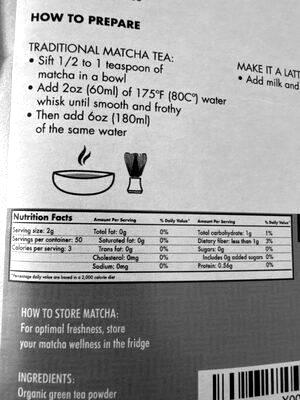 HOW TO PREPARE
TRADITIONAL MATCHA TEA:
• Sift 1/2 to 1 teaspoon of
matcha in a bowl
• Add 2oz (60ml) of 175°F (80C°) water
whisk until smooth and frothy
• Then add 6oz (180ml)
of the same water
MAKE IT A LATT
• Add milk and
Nutrition Facts
Serving size: 2g
Servings per container: 50
Calories per serving: 3
Amount Per Serving % Daily Value*
Total fat: 0g 0%
Saturated fat: 0g 0%
Trans fat: 0g 0%
Cholesterol: 0mg 0%
Sodium: 0mg 0%
Amount Per Serving % Daily Value*
Total carbohydrate: 1g 1%
Dietary fiber: less than 1g 3%
Sugars: 0g 0%
Includes 0g added sugars 0%
Protein: 0.56g 0%
*Percentage daily value are based in a 2,000 calorie diet
HOW TO STORE MATCHA:
For optimal freshness, store
your matcha wellness in the fridge
INGREDIENTS:
Organic green tea powder